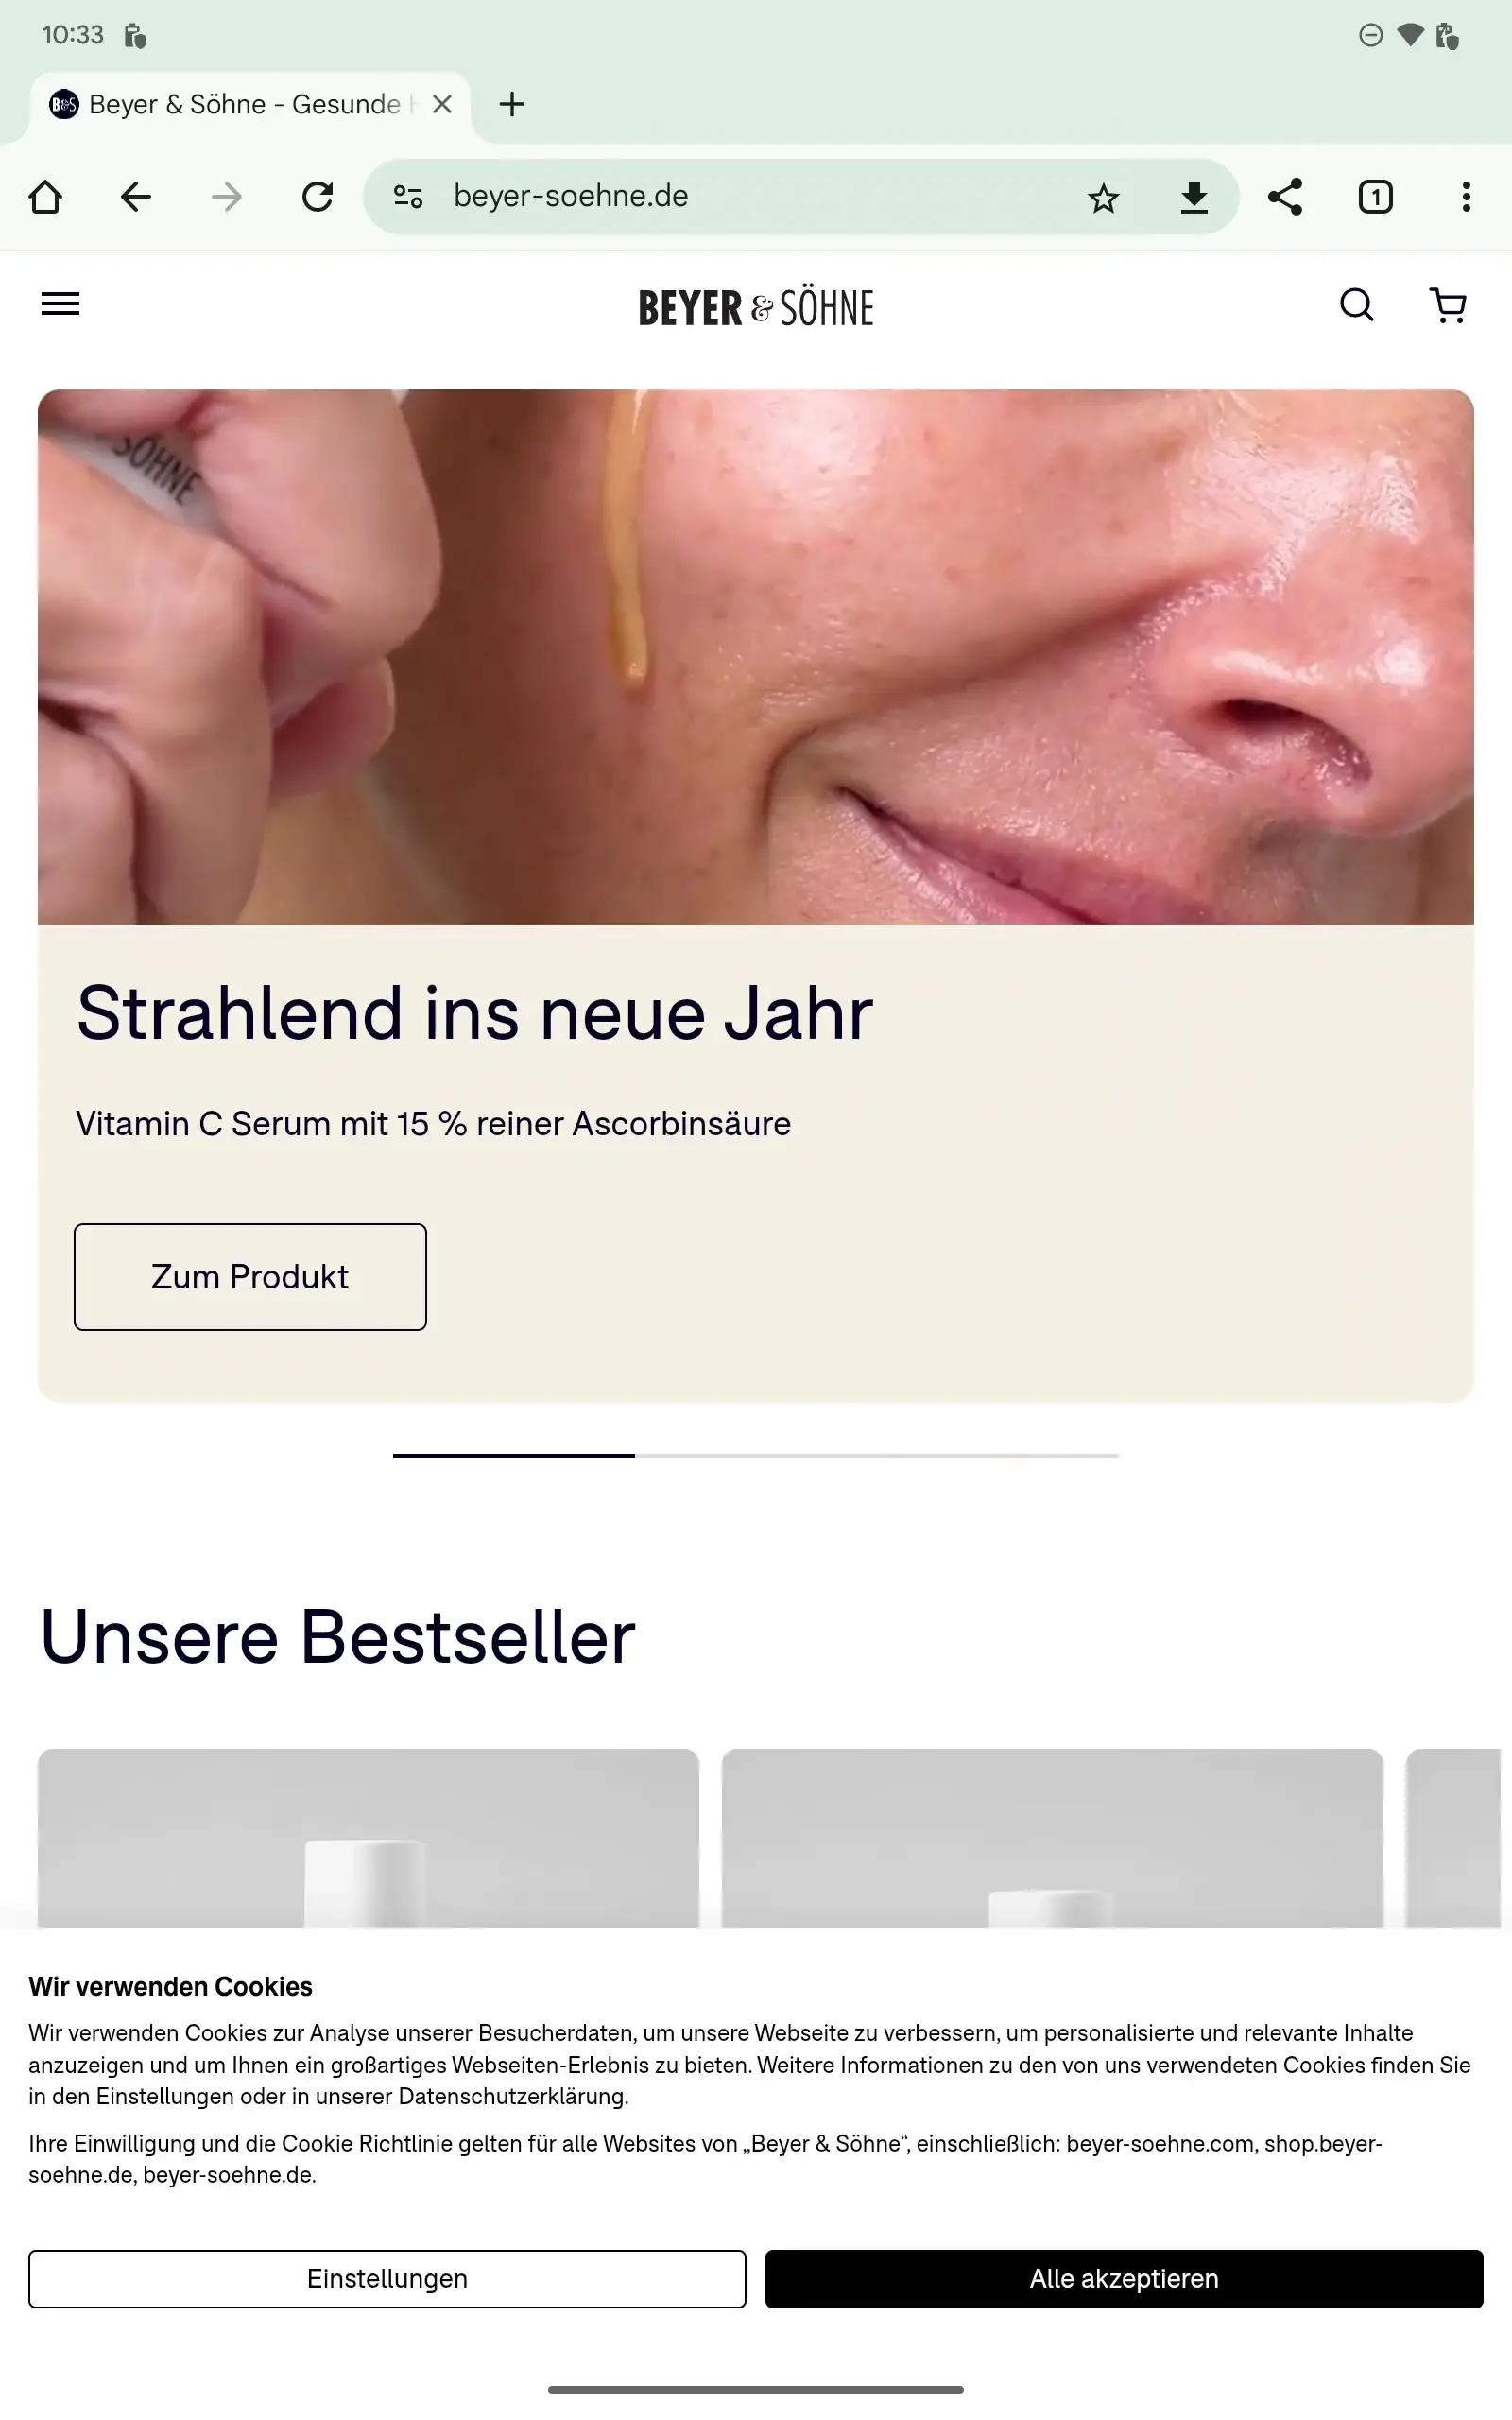 10:33
B&S Beyer & Söhne - Gesunde
beyer-soehne.de
1
BEYER & SÖHNE
SÖHNE
Strahlend ins neue Jahr
Vitamin C Serum mit 15 % reiner Ascorbinsäure
Zum Produkt
Unsere Bestseller
Wir verwenden Cookies
Wir verwenden Cookies zur Analyse unserer Besucherdaten, um unsere Webseite zu verbessern, um personalisierte und relevante Inhalte
anzuzeigen und um Ihnen ein großartiges Webseiten-Erlebnis zu bieten. Weitere Informationen zu den von uns verwendeten Cookies finden Sie
in den Einstellungen oder in unserer Datenschutzerklärung.
Ihre Einwilligung und die Cookie Richtlinie gelten für alle Websites von „Beyer & Söhne“, einschließlich: beyer-soehne.com, shop.beyer-
soehne.de, beyer-soehne.de.
Einstellungen
Alle akzeptieren